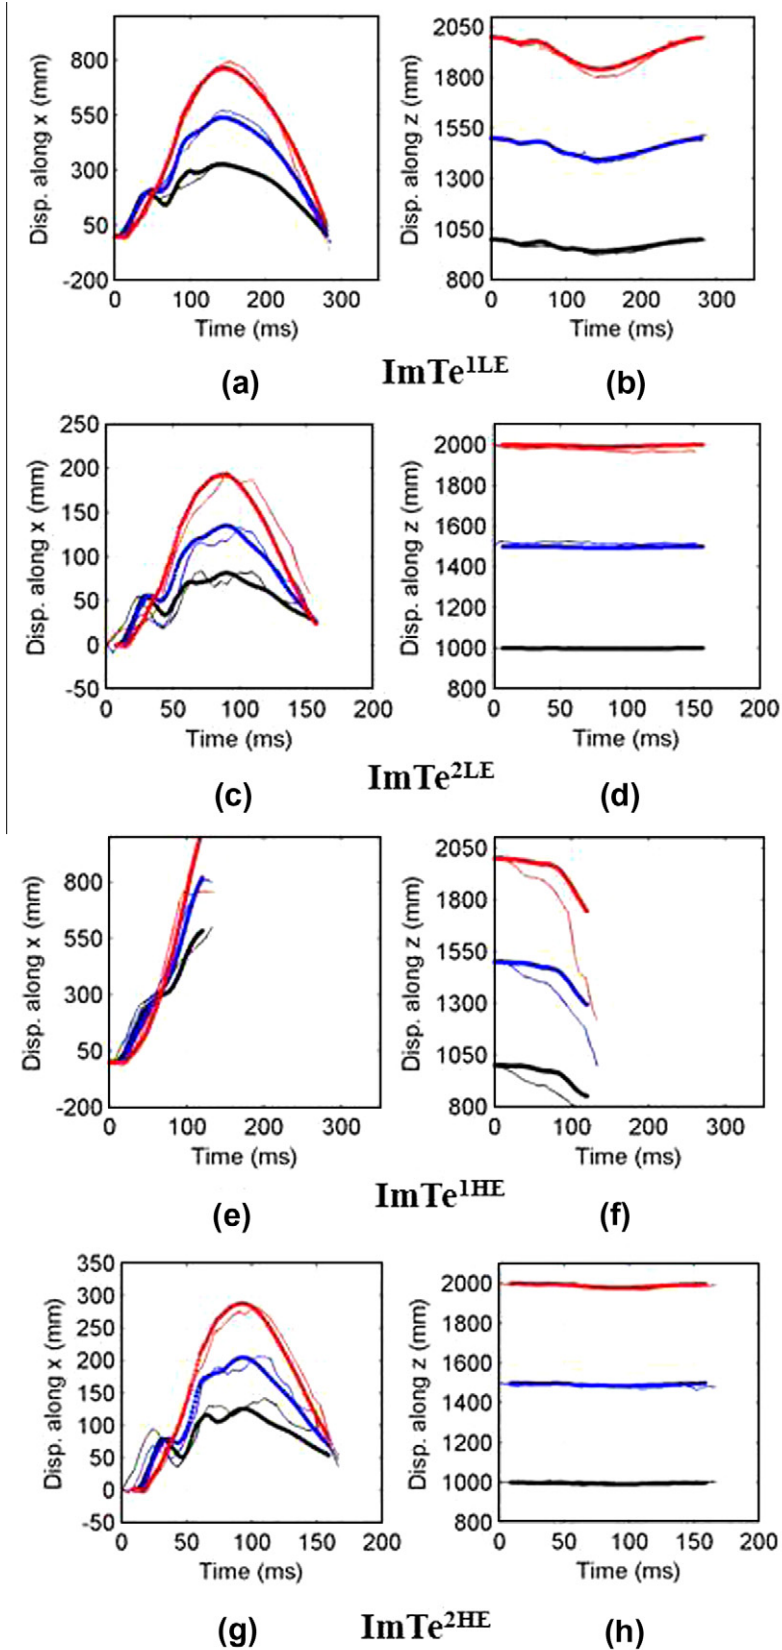 Disp. along x (mm)
800
550
300
50
-200
0 100 200 300
Time (ms)
(a)
Disp. along z (mm)
2050
1800
1550
1300
1050
800
0 100 200 300
Time (ms)
(b)
ImTe1LE
Disp. along x (mm)
250
200
150
100
50
0
-50
0 50 100 150 200
Time (ms)
(c)
Disp. along z (mm)
2000
1800
1600
1400
1200
1000
800
0 50 100 150 200
Time (ms)
(d)
ImTe2LE
Disp. along x (mm)
800
550
300
50
-200
0 100 200 300
Time (ms)
(e)
Disp. along z (mm)
2050
1800
1550
1300
1050
800
0 100 200 300
Time (ms)
(f)
ImTe1HE
Disp. along x (mm)
350
300
250
200
150
100
50
0
-50
0 50 100 150 200
Time (ms)
(g)
Disp. along z (mm)
2000
1800
1600
1400
1200
1000
800
0 50 100 150 200
Time (ms)
(h)
ImTe2HE